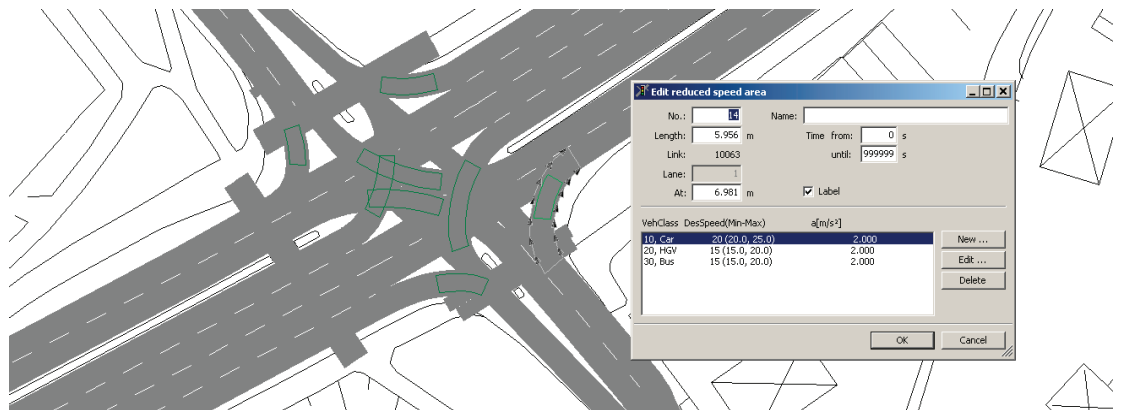 Edit reduced speed area
No.: 14 Name:
Length: 5.956 m Time from: 0 s
Link: 10063 until: 999999 s
Lane: 1
At: 6.981 m Label
VehClass DesSpeed(Min-Max) a[m/s²]
10, Car 20 (20.0, 25.0) 2.000 New ...
20, HGV 15 (15.0, 20.0) 2.000 Edit ...
30, Bus 15 (15.0, 20.0) 2.000
Delete
OK Cancel